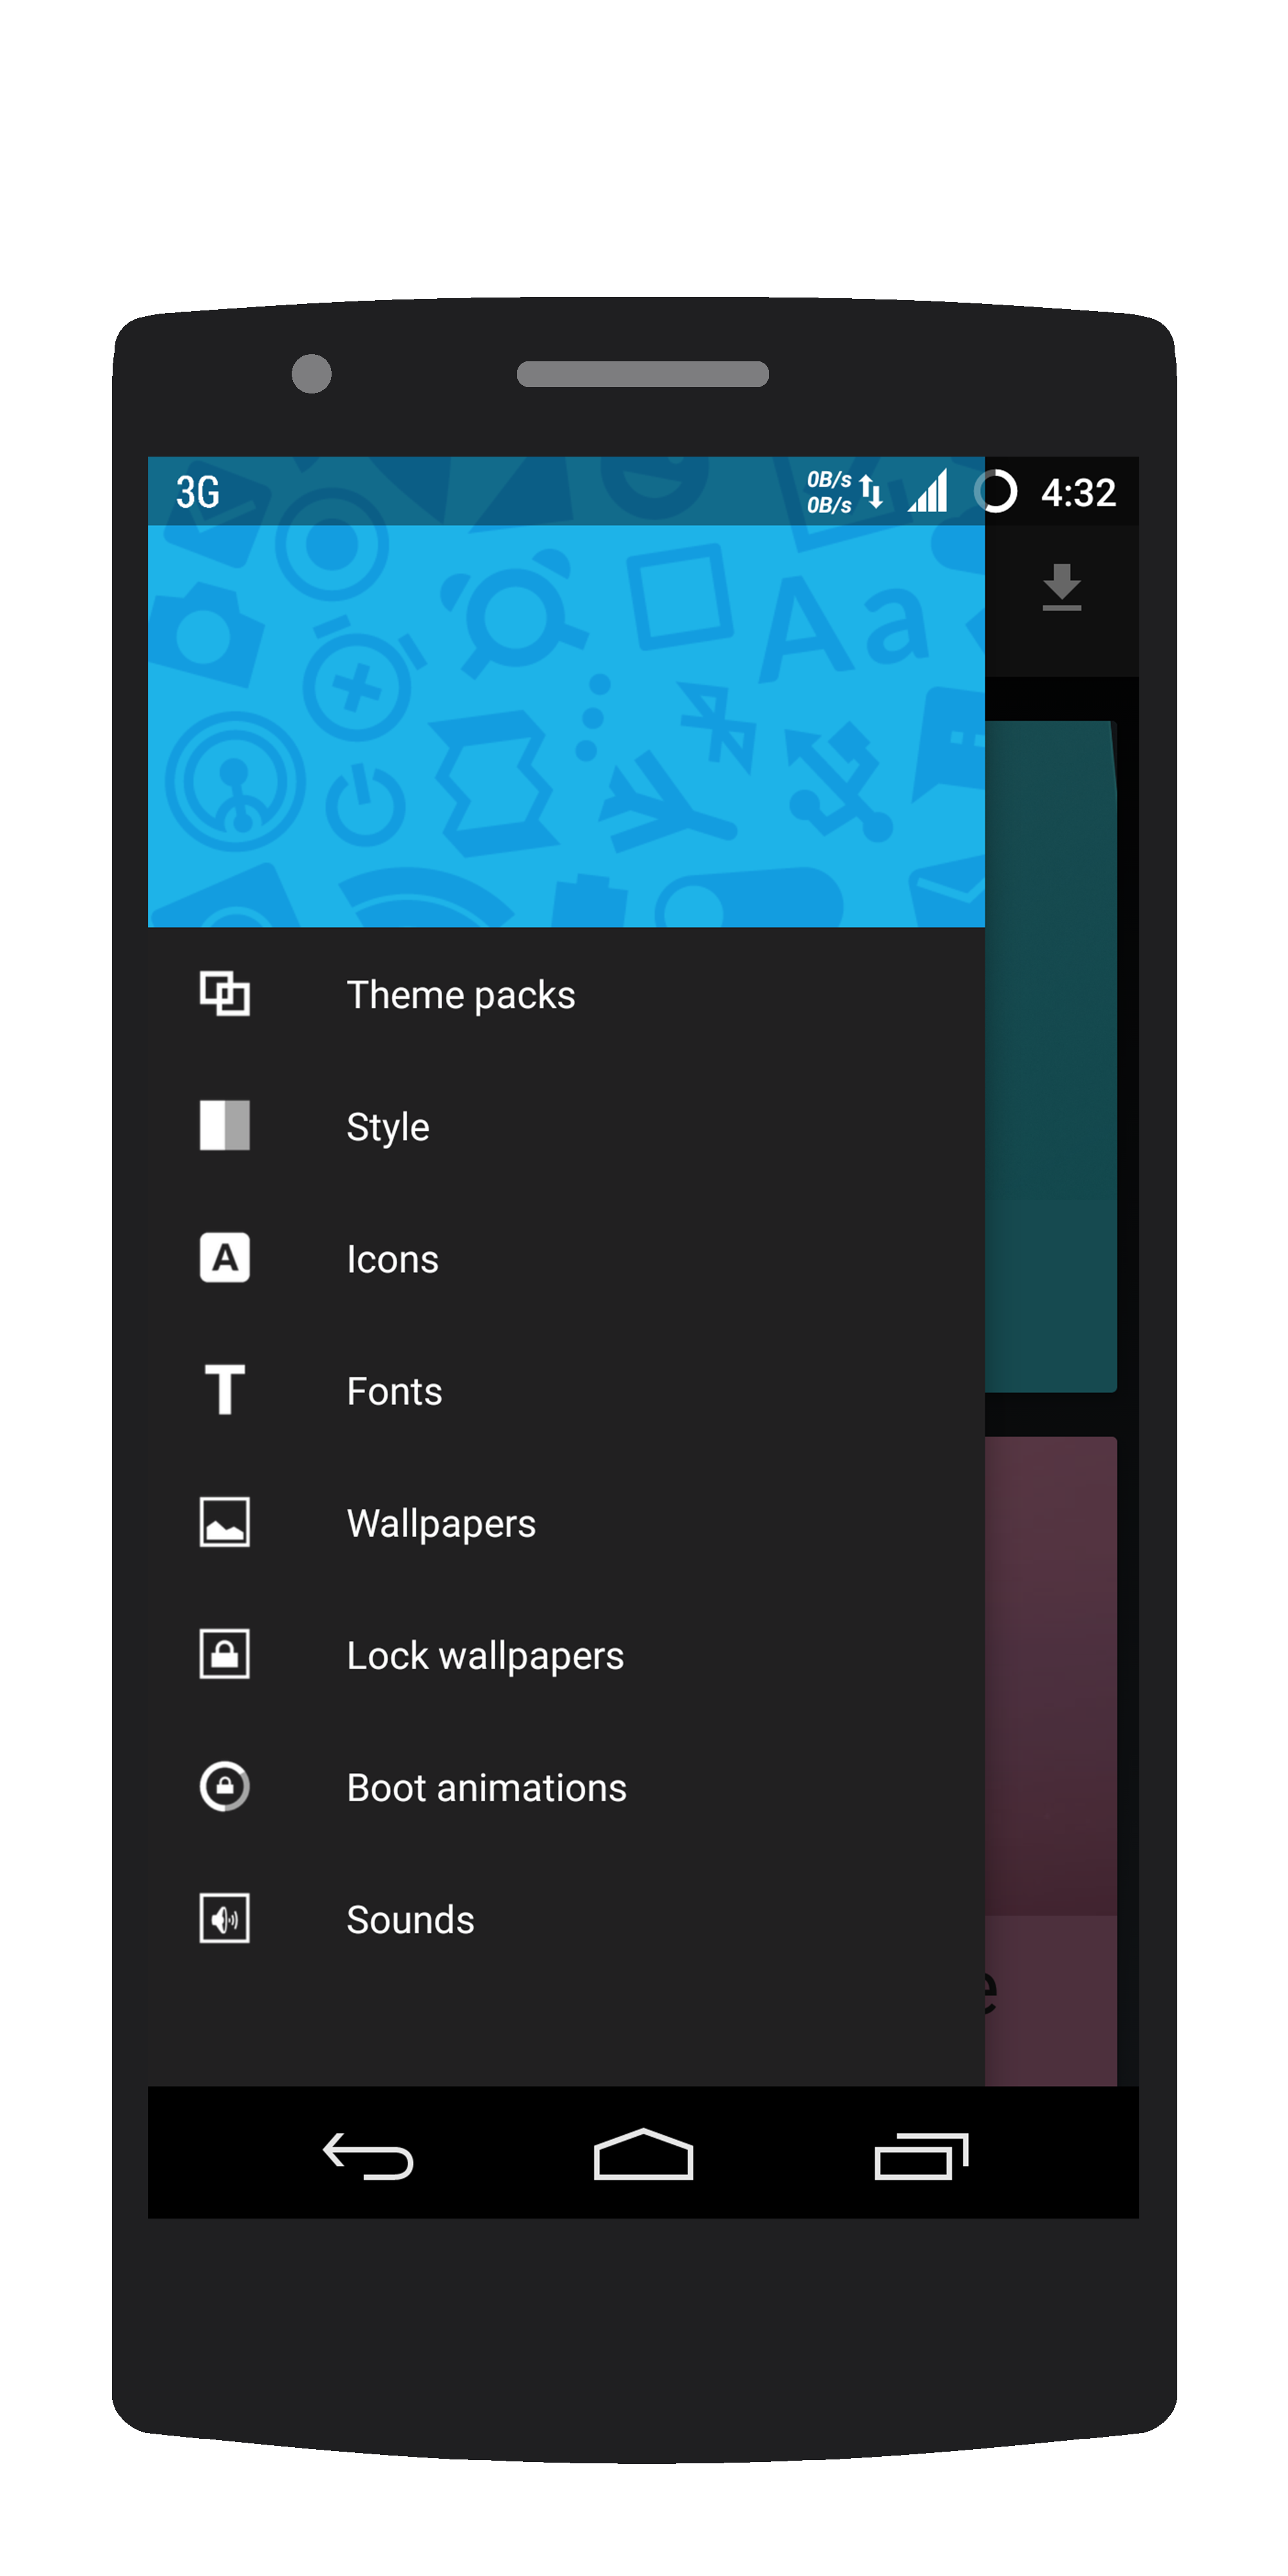 3G 0B/s 4:32
0B/s
Aa
Theme packs
Style
A Icons
T Fonts
Wallpapers
Lock wallpapers
Boot animations
Sounds
e